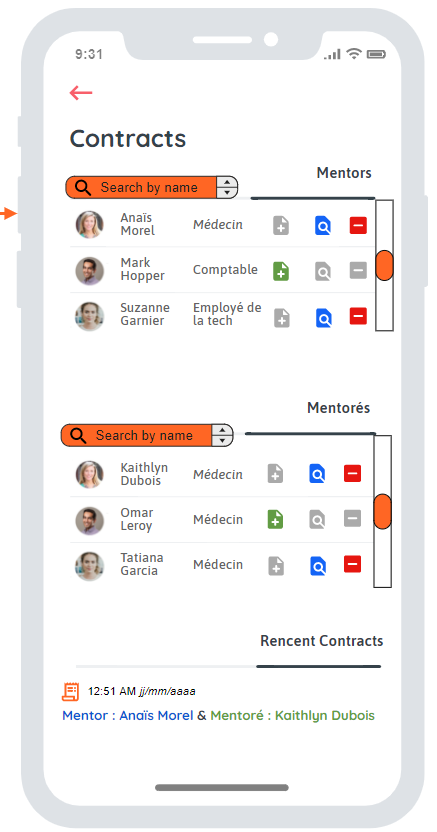 9:31
Contracts
Mentors
Search by name
Anaïs
Morel
Médecin
Mark
Hopper
Comptable
Suzanne
Garnier
Employé de
la tech
Mentorés
Search by name
Kaithlyn
Dubois
Médecin
Omar
Leroy
Médecin
Tatiana
Garcia
Médecin
Rencent Contracts
12:51 AM jj/mm/aaaa
Mentor : Anaïs Morel & Mentoré : Kaithlyn Dubois